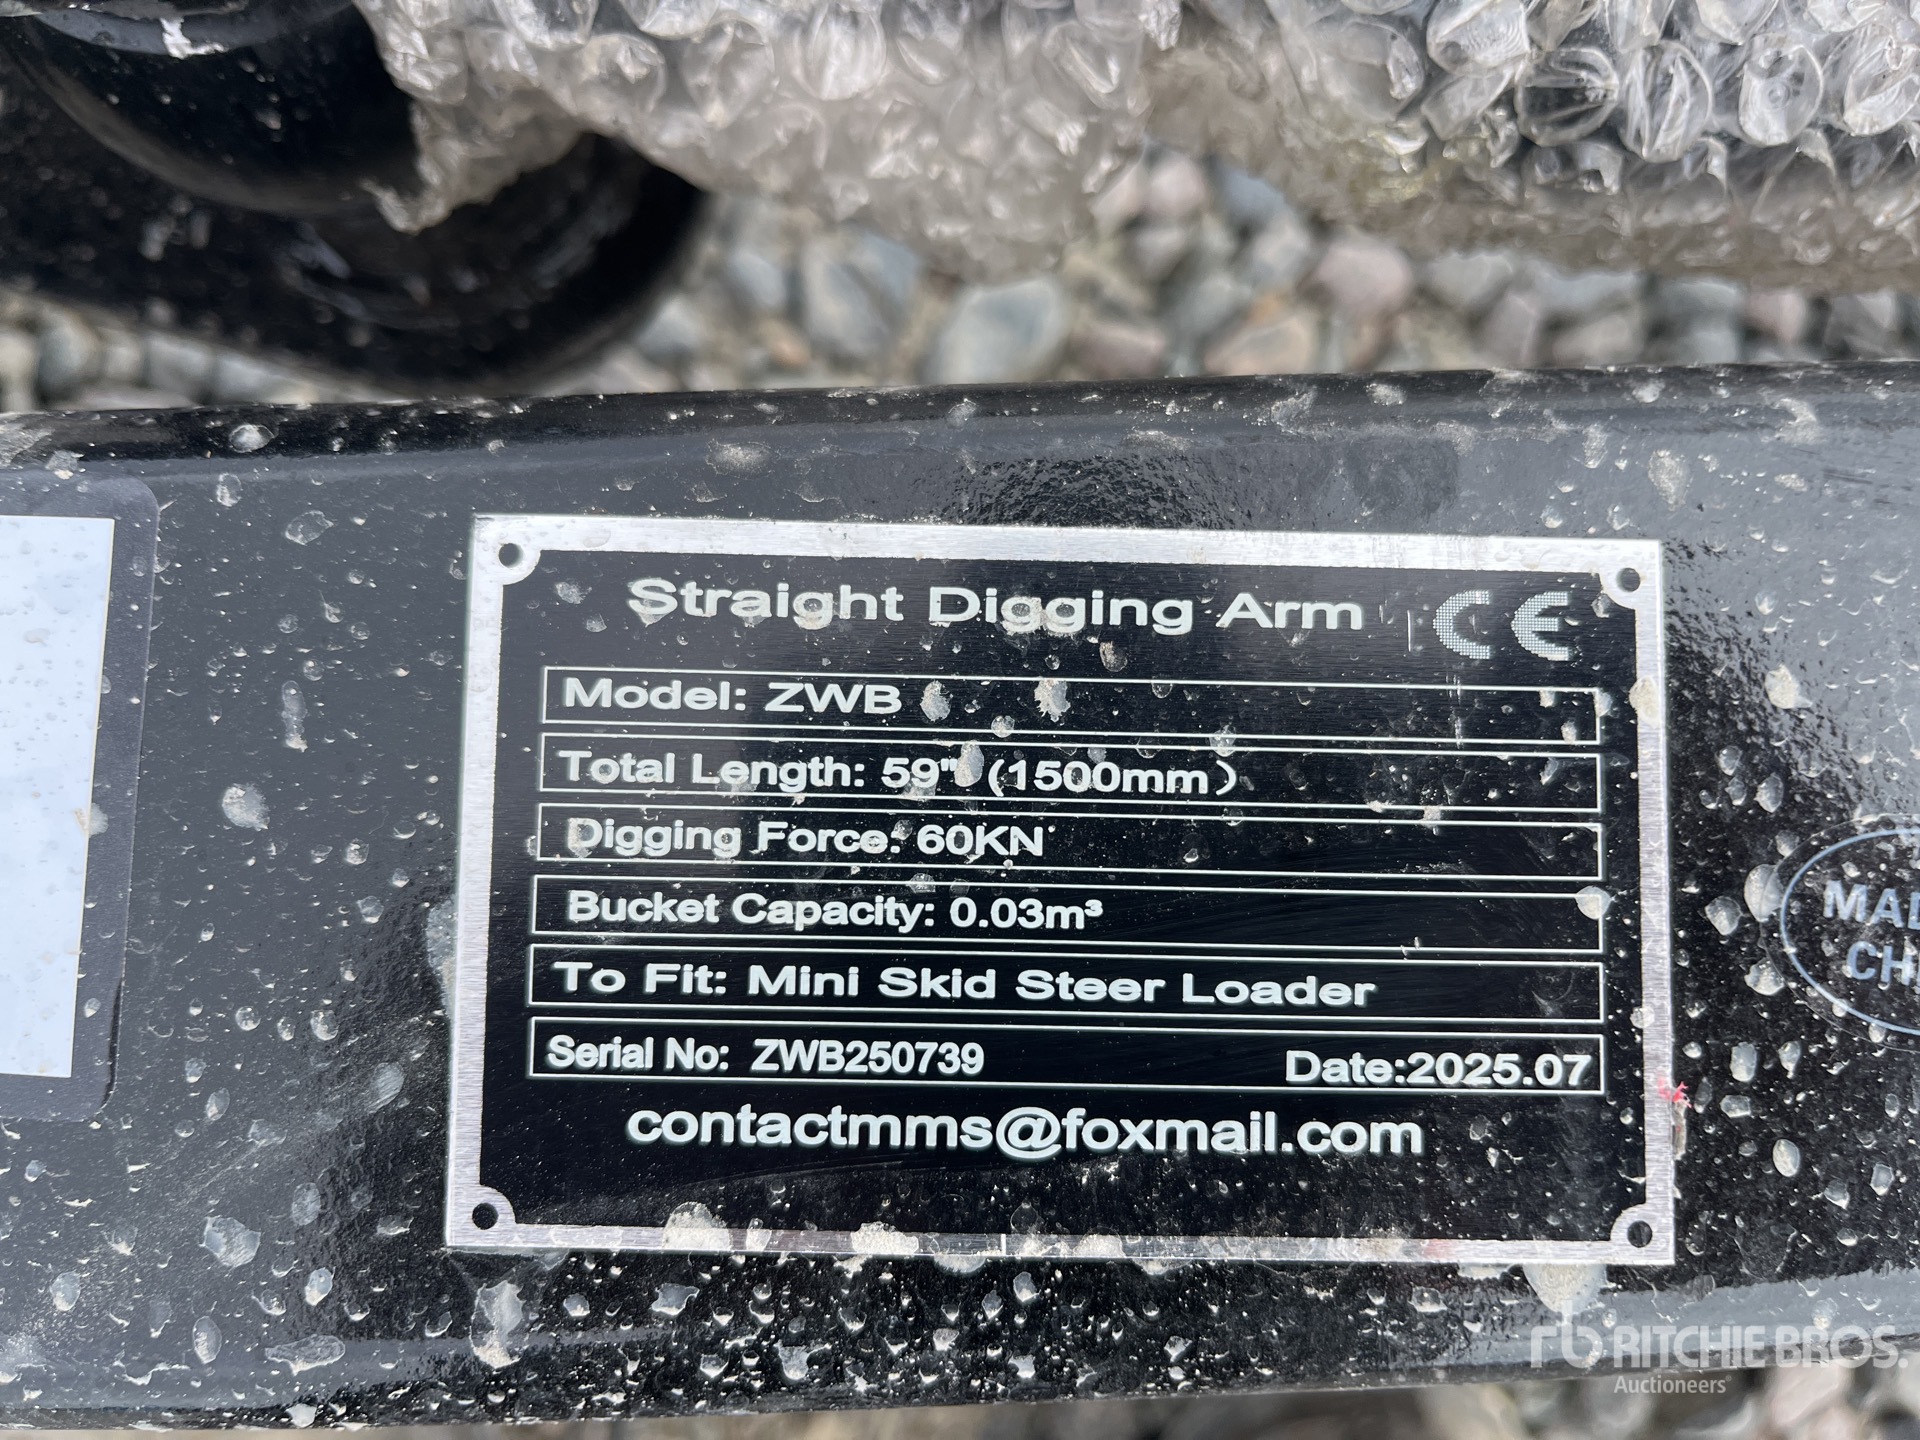 Straight Digging Arm CE
Model: ZWB
Total Length: 59" (1500mm)
Digging Force: 60KN
Bucket Capacity: 0.03m³
To Fit: Mini Skid Steer Loader
Serial No: ZWB250739 Date:2025.07
contactmms@foxmail.com
rb RITCHIE BROS.
Auctioneers